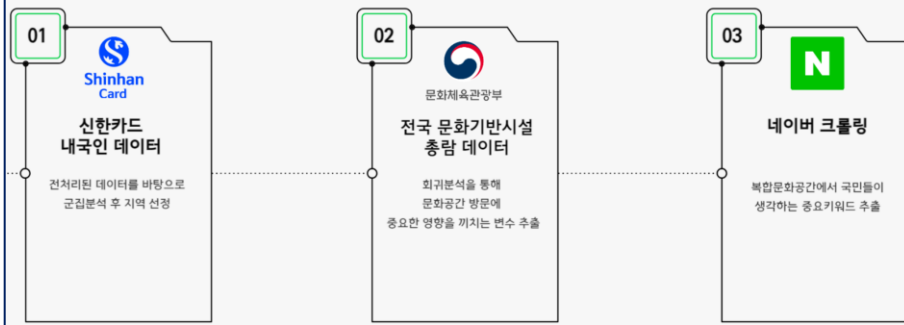 01
Shinhan
Card
신한카드
내국인 데이터
전처리된 데이터를 바탕으로
군집분석 후 지역 선정
02
문화체육관광부
전국 문화기반시설
총람 데이터
회귀분석을 통해
문화공간 방문에
중요한 영향을 끼치는 변수 추출
03
N
네이버 크롤링
복합문화공간에서 국민들이
생각하는 중요키워드 추출